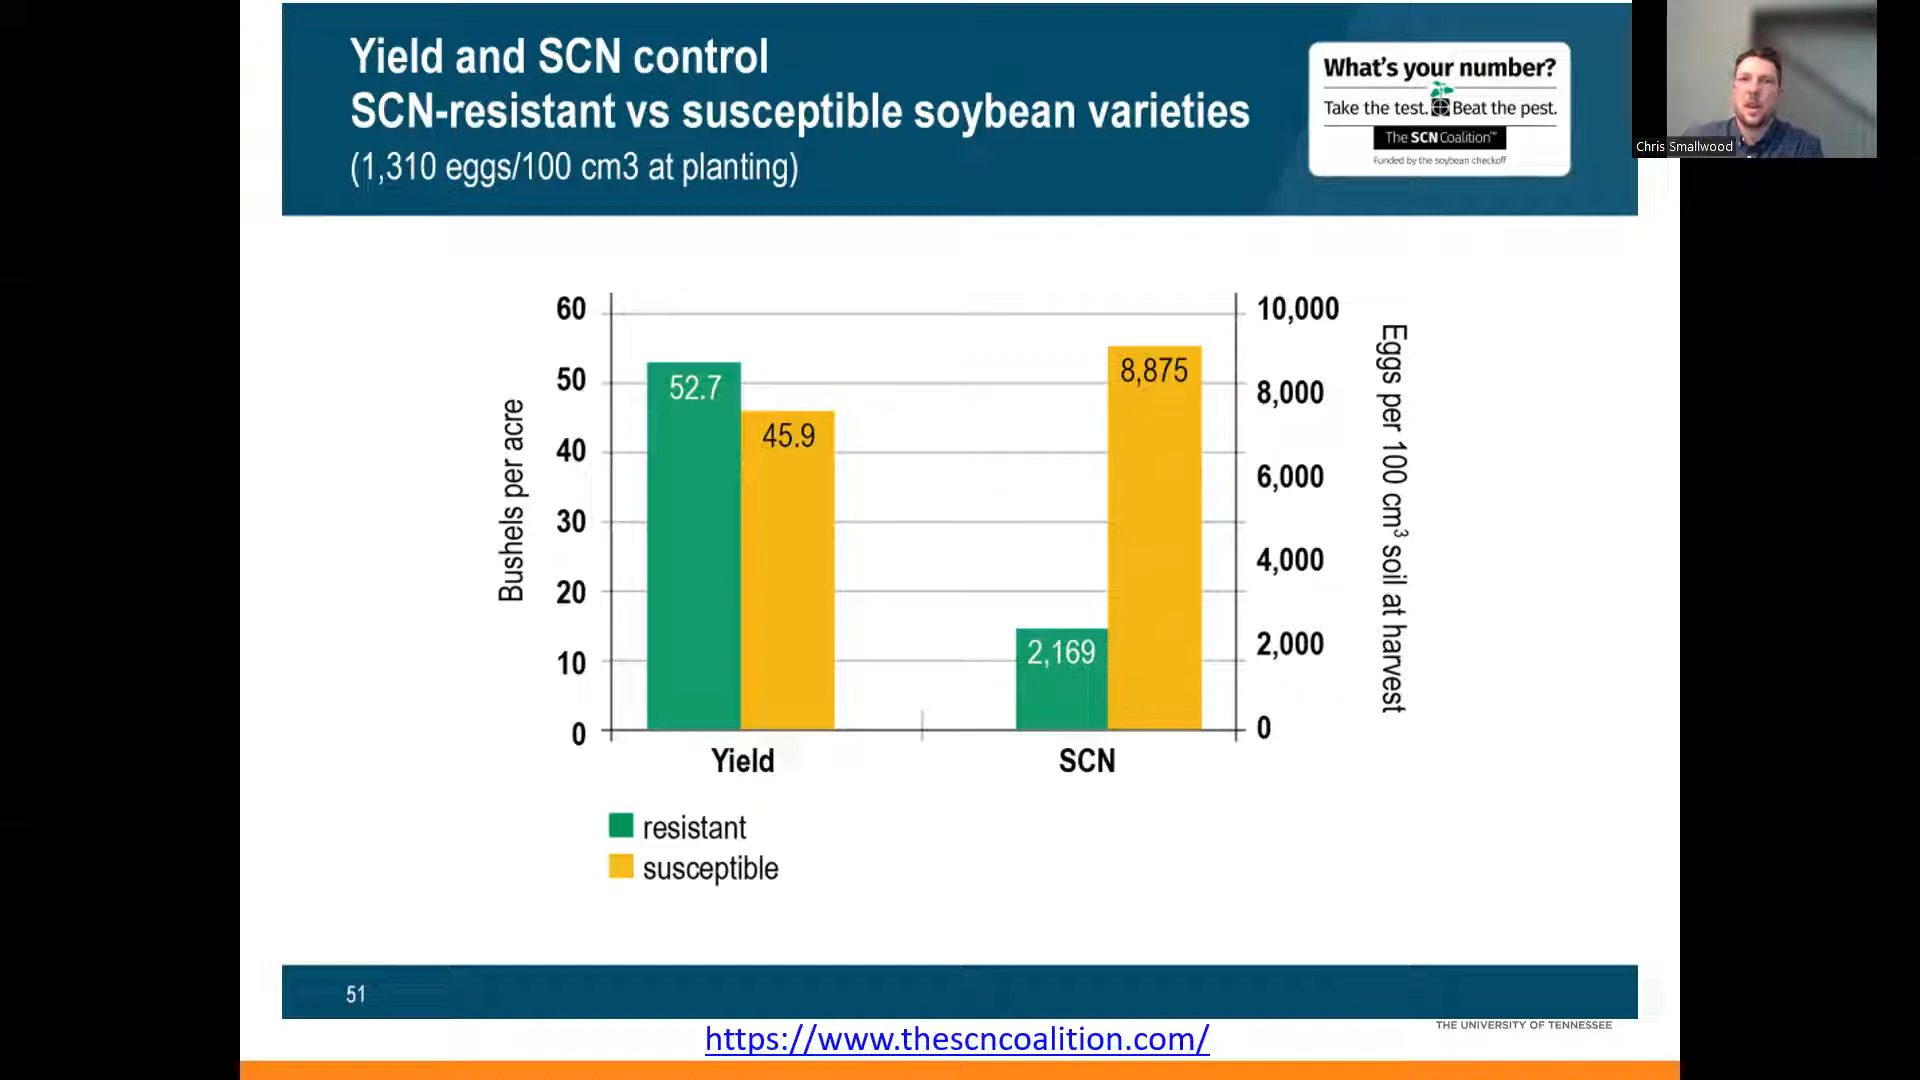 Yield and SCN control
SCN-resistant vs susceptible soybean varieties
(1,310 eggs/100 cm3 at planting)
What's your number?
Take the test. Beat the pest.
The SCN Coalition™
Funded by the soybean checkoff
Chris Smallwood
60
50
40
30
20
10
0
Bushels per acre
52.7
45.9
2,169
8,875
10,000
8,000
6,000
4,000
2,000
0
Eggs per 100 cm³ soil at harvest
Yield
SCN
resistant
susceptible
51
THE UNIVERSITY OF TENNESSEE
https://www.thescncoalition.com/